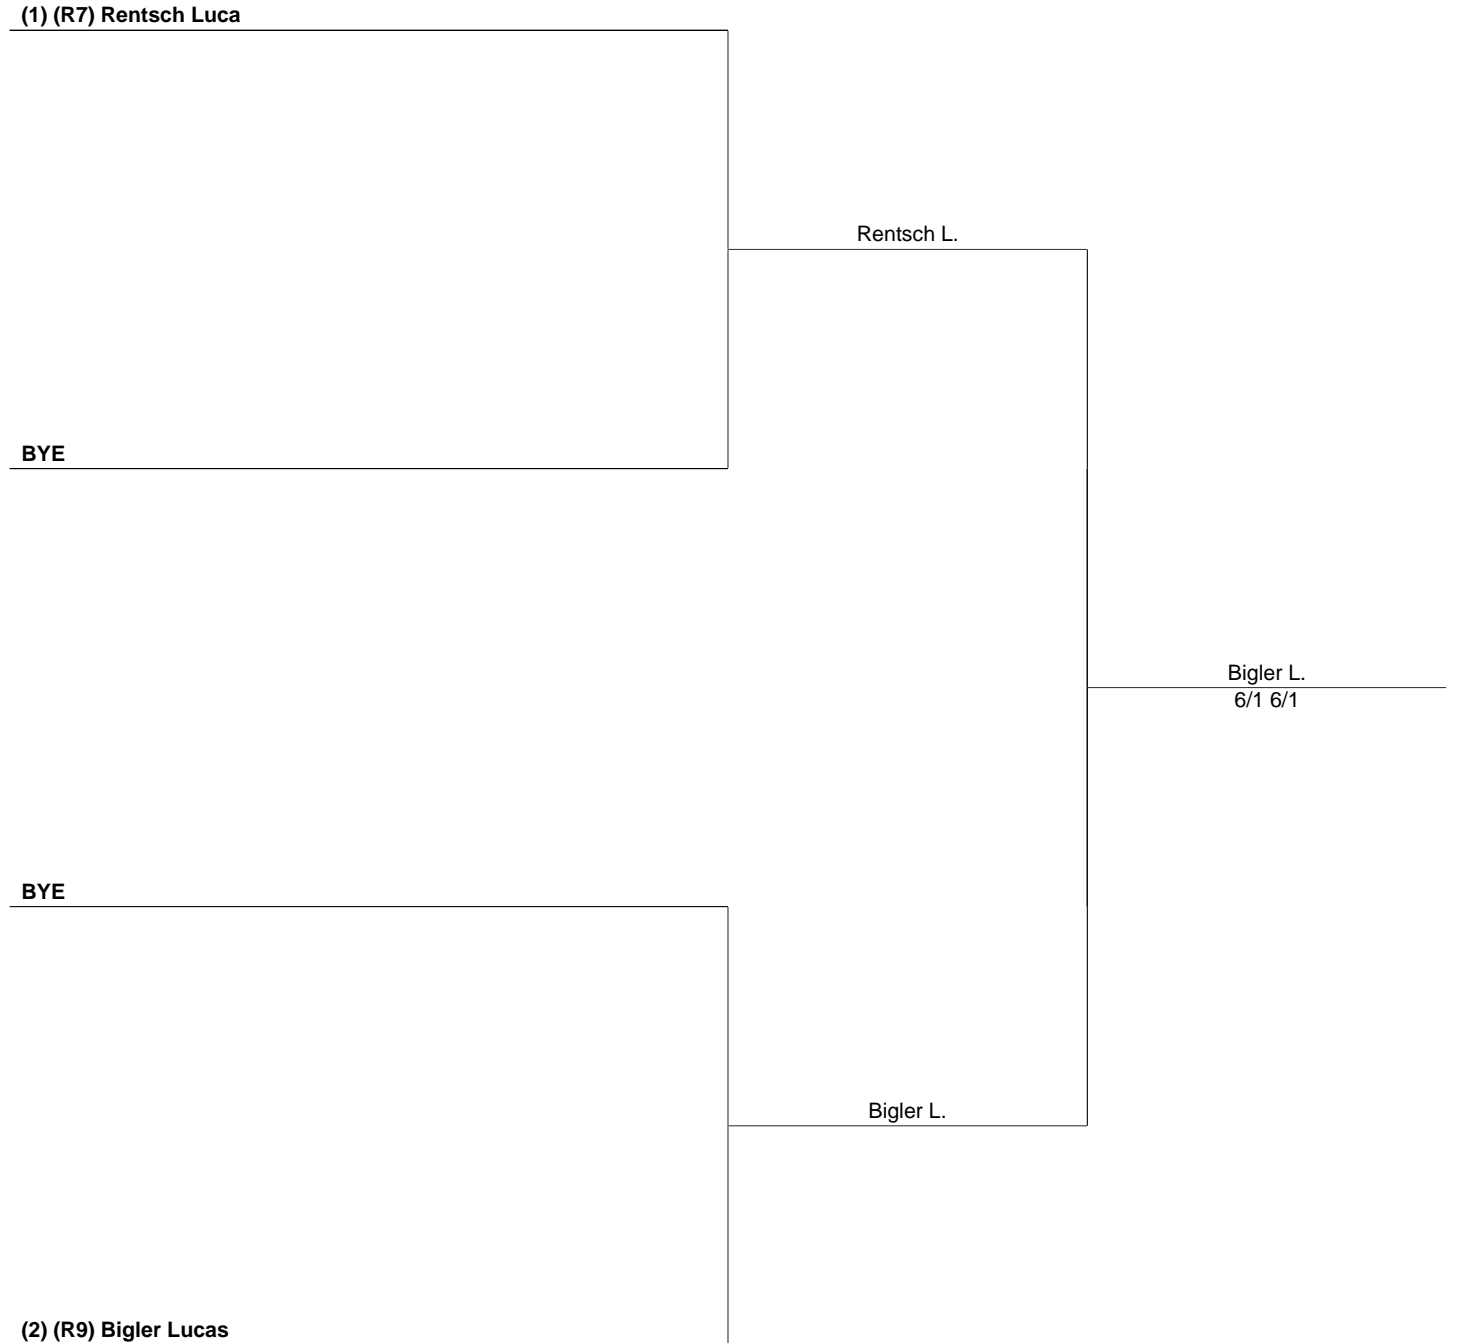 (1) (R7) Rentsch Luca
Rentsch L.
BYE
Bigler L.
6/1 6/1
BYE
Bigler L.
(2) (R9) Bigler Lucas